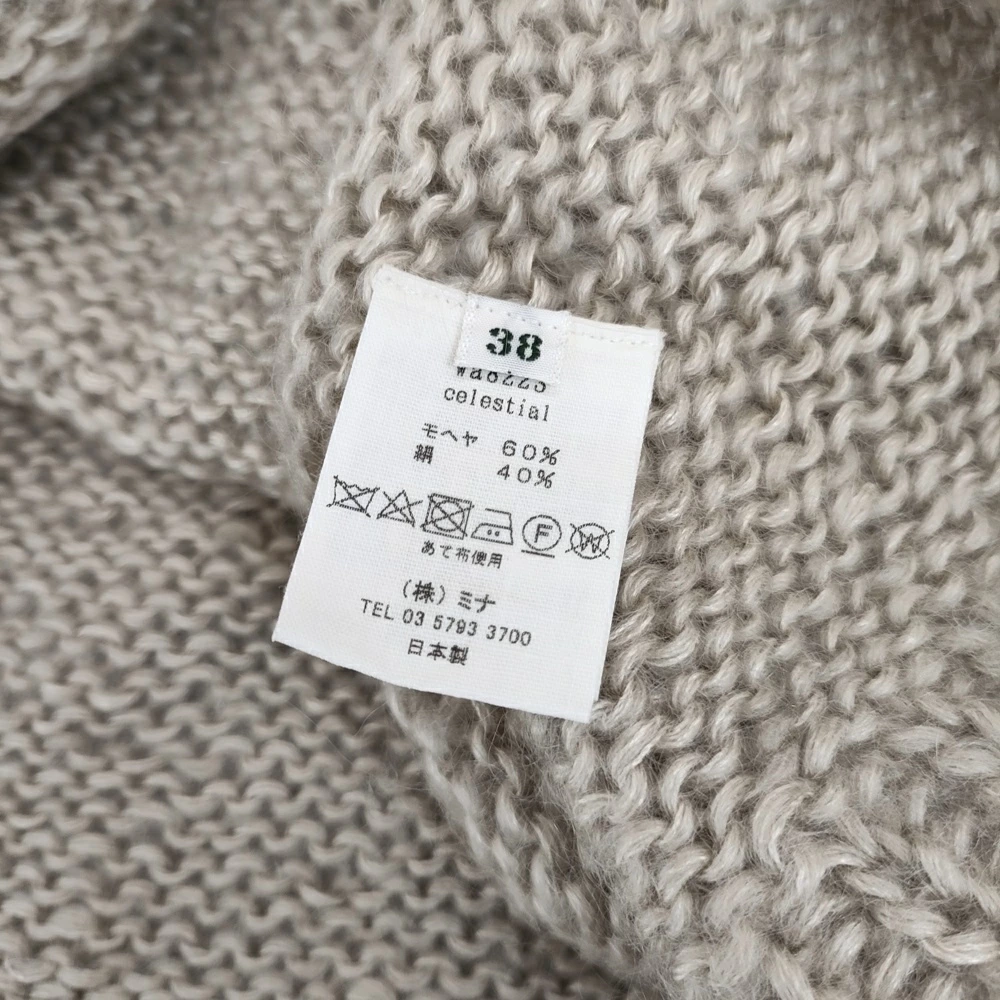 38
celestial
モヘヤ 60%
絹 40%
F W
あて布使用
(株) ミナ
TEL 03 5793 3700
日本製